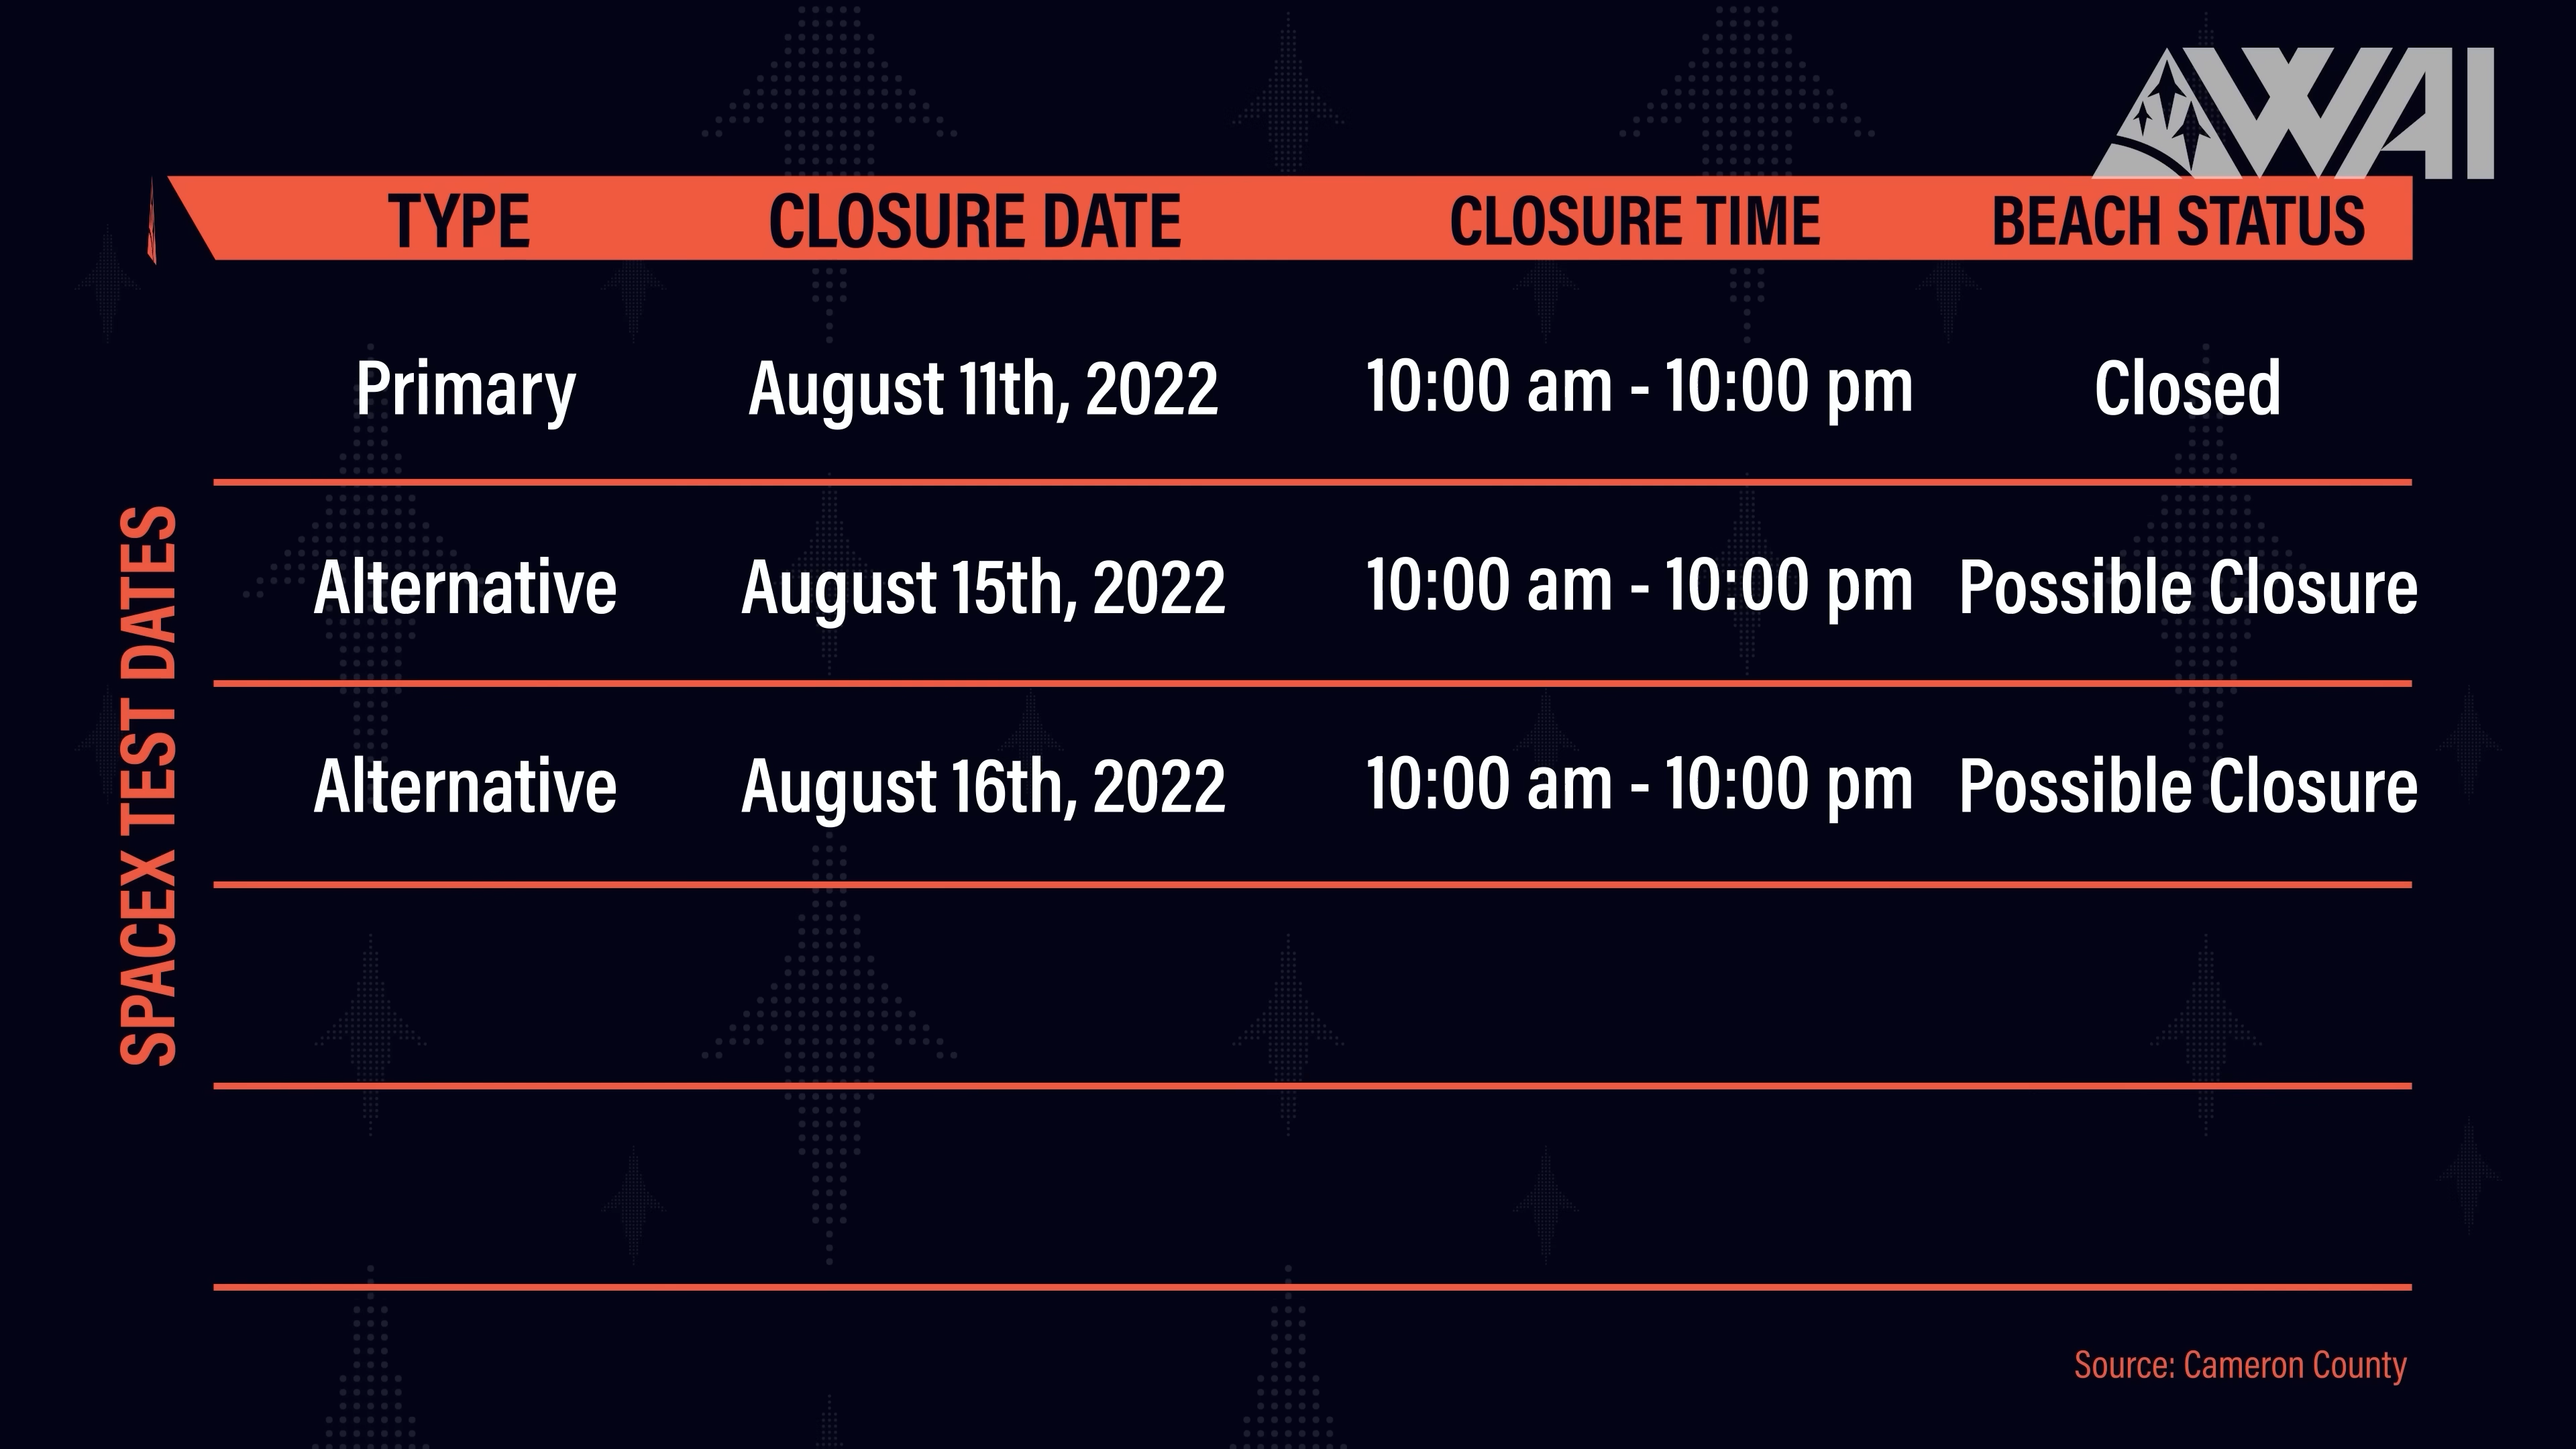 WAI
TYPE CLOSURE DATE CLOSURE TIME BEACH STATUS
Primary August 11th, 2022 10:00 am - 10:00 pm Closed
Alternative August 15th, 2022 10:00 am - 10:00 pm Possible Closure
Alternative August 16th, 2022 10:00 am - 10:00 pm Possible Closure
SPACEX TEST DATES
Source: Cameron County